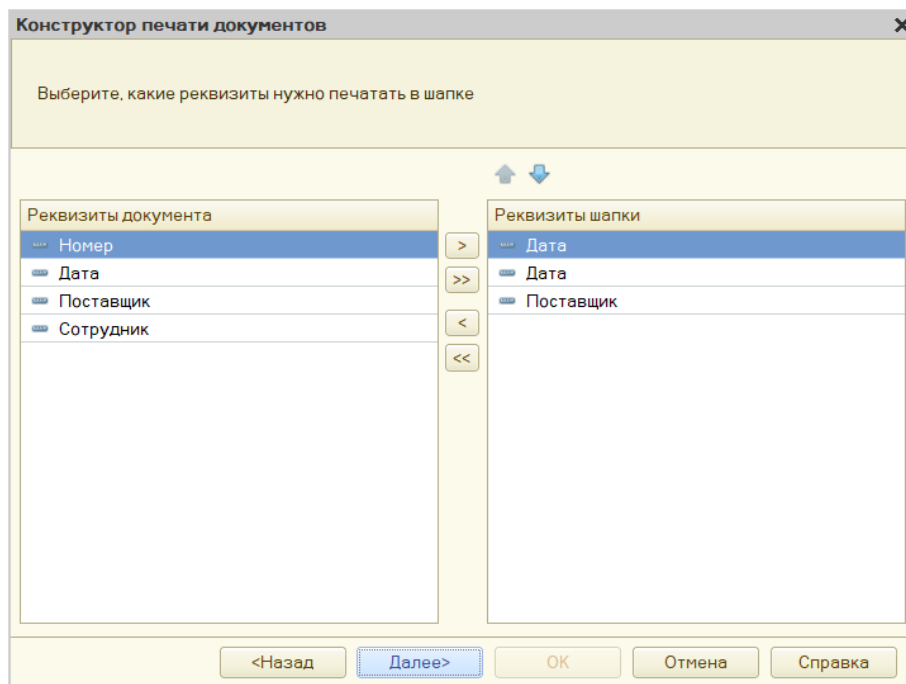 Конструктор печати документов
Выберите, какие реквизиты нужно печатать в шапке
Реквизиты документа
Номер
Дата
Поставщик
Сотрудник
>
>>
<
<<
Реквизиты шапки
Дата
Дата
Поставщик
<Назад
Далее>
OK
Отмена
Справка